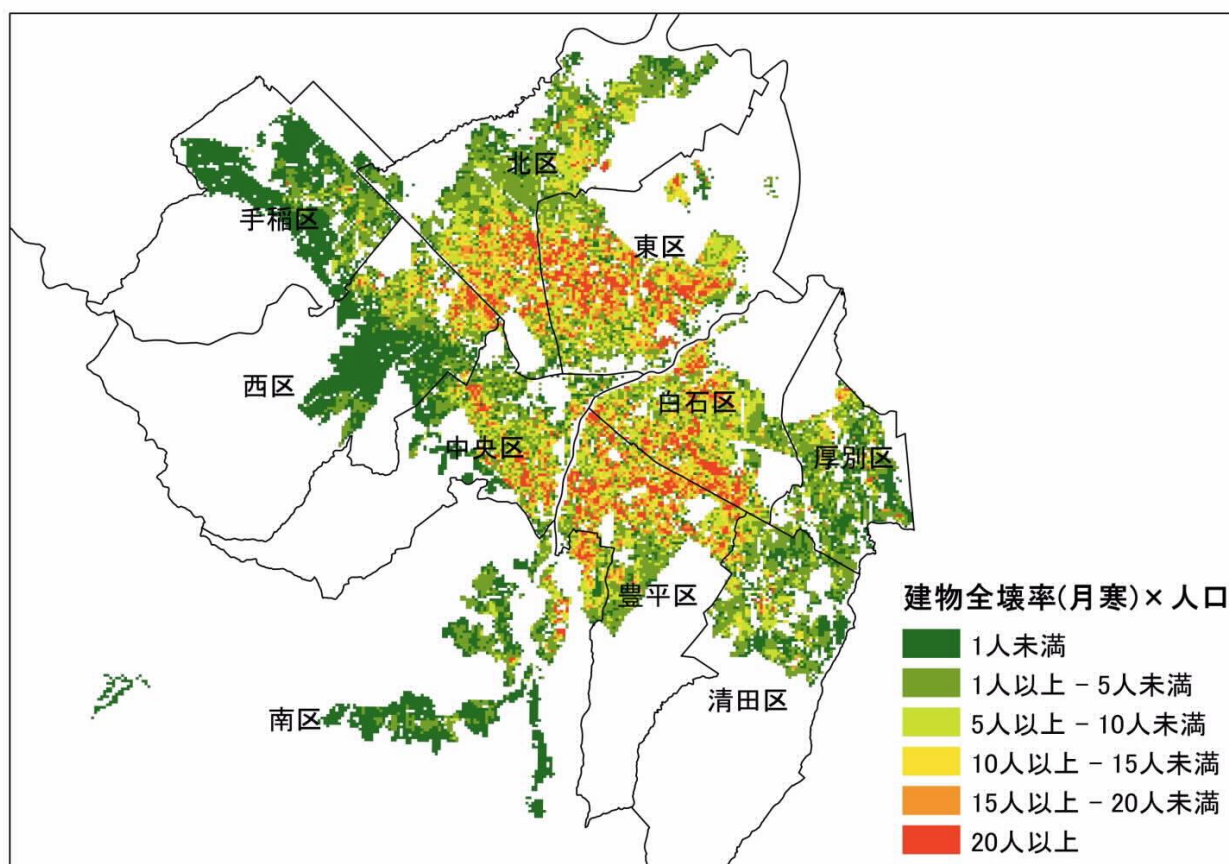 北区
手稲区
東区
西区
白石区
中央区
厚別区
豊平区
清田区
南区
建物全壊率(月寒)×人口
1人未満
1人以上－5人未満
5人以上－10人未満
10人以上－15人未満
15人以上－20人未満
20人以上